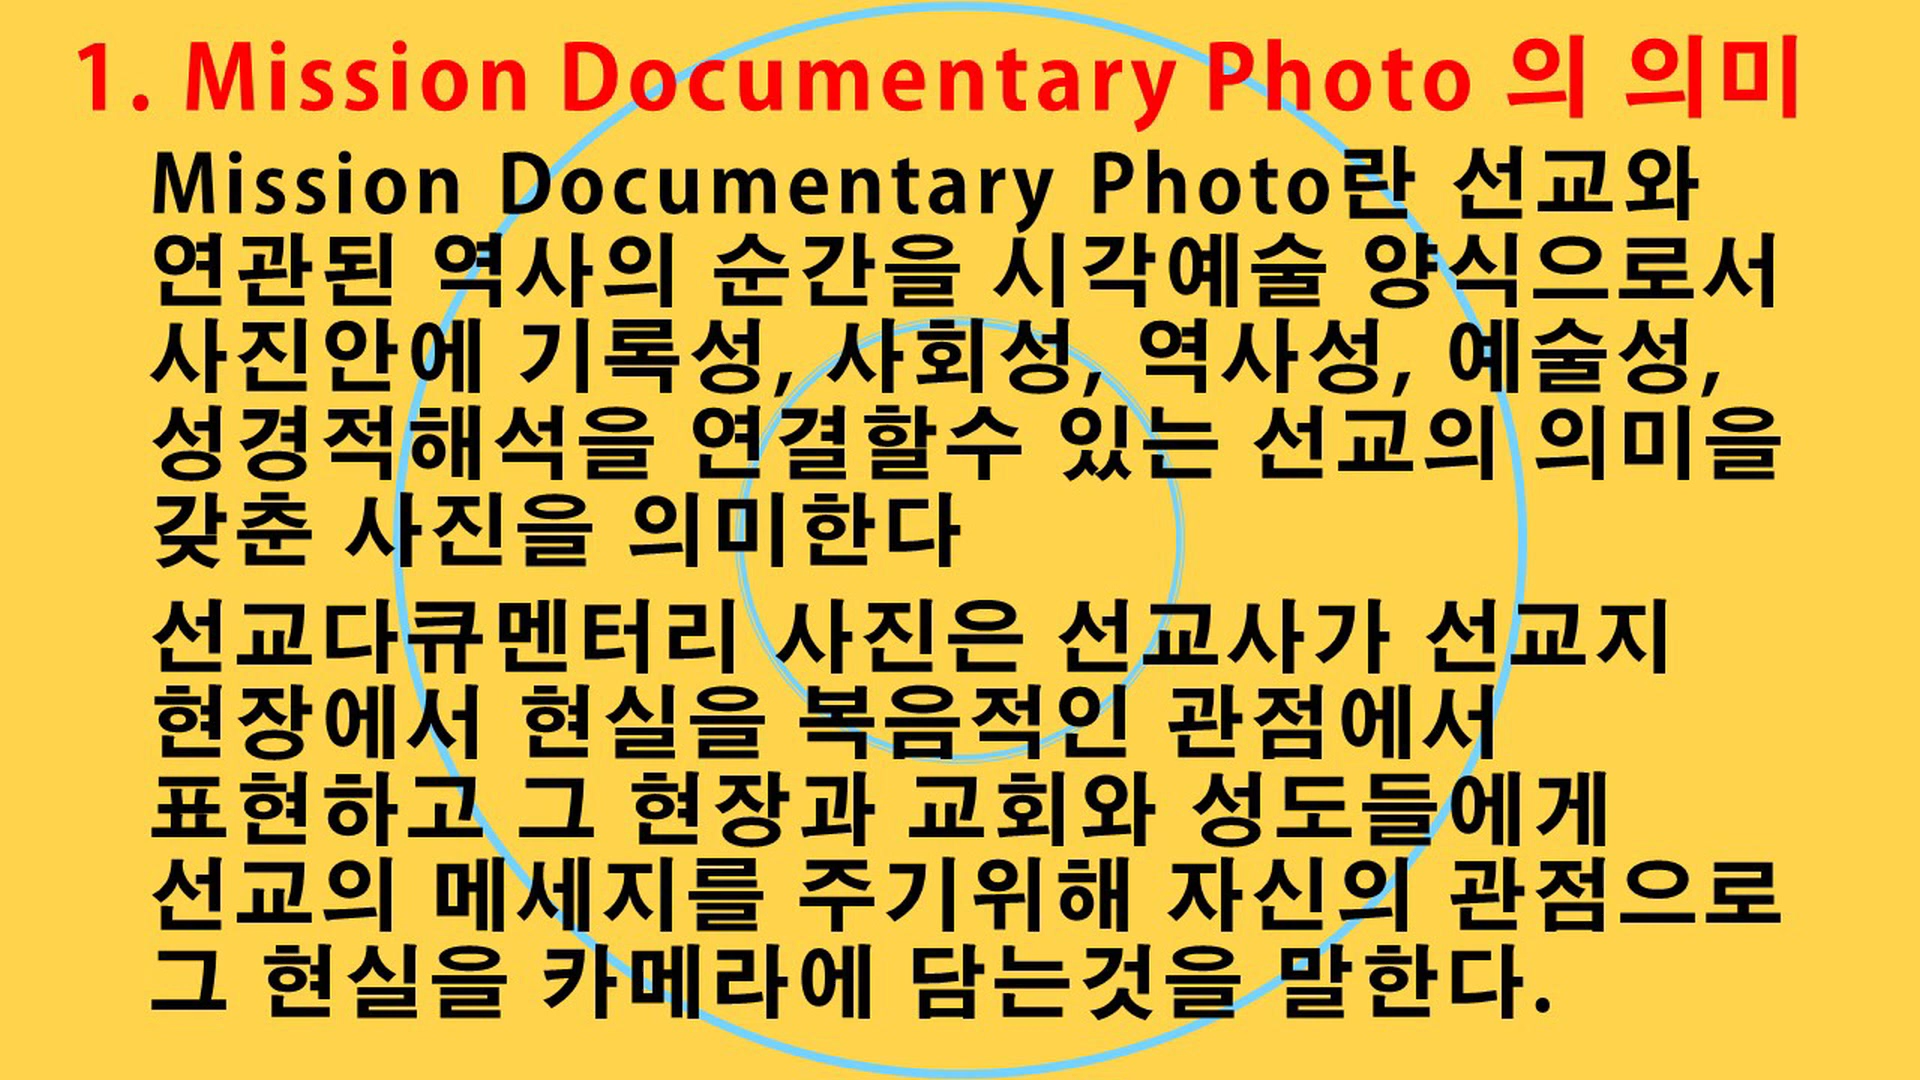 1. Mission Documentary Photo 의 의미
Mission Documentary Photo란 선교와
연관된 역사의 순간을 시각예술 양식으로서
사진안에 기록성, 사회성, 역사성, 예술성,
성경적해석을 연결할수 있는 선교의 의미을
갖춘 사진을 의미한다
선교다큐멘터리 사진은 선교사가 선교지
현장에서 현실을 복음적인 관점에서
표현하고 그 현장과 교회와 성도들에게
선교의 메세지를 주기위해 자신의 관점으로
그 현실을 카메라에 담는것을 말한다.